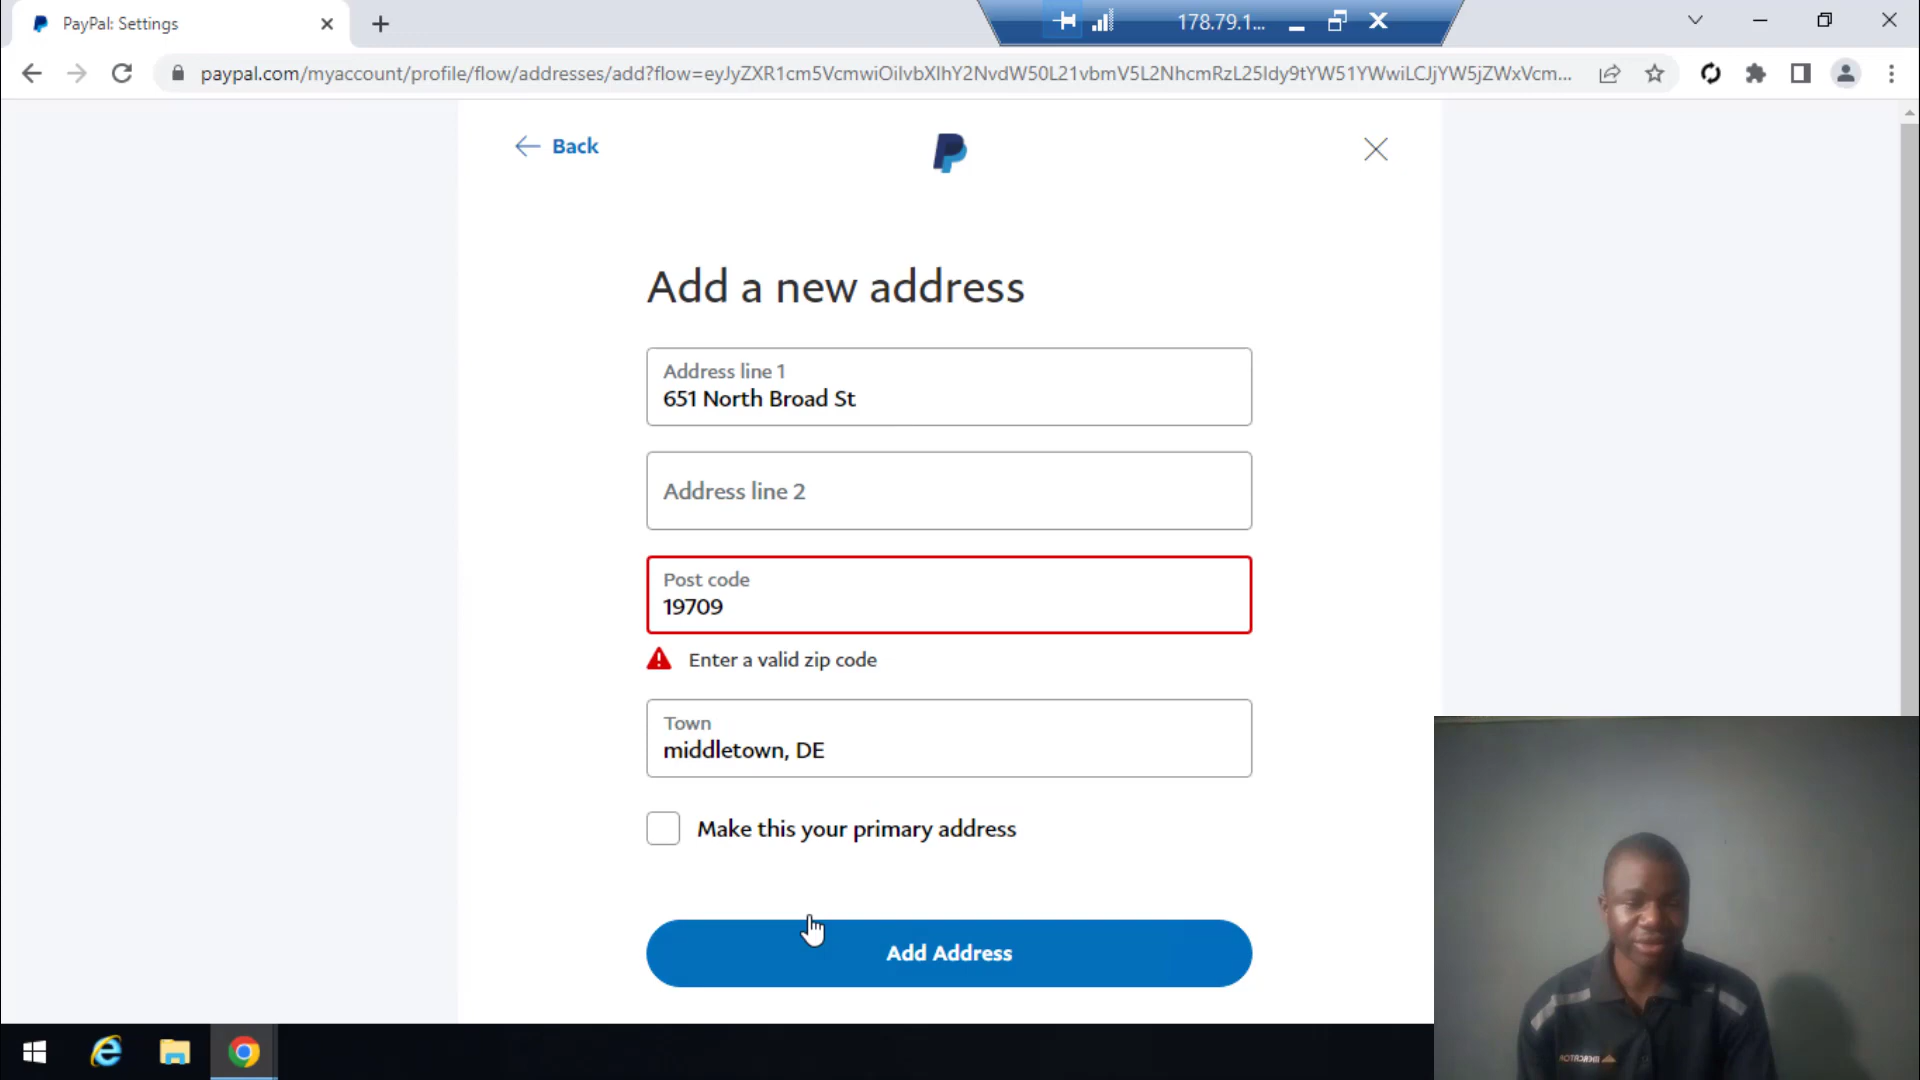 PayPal: Settings
178.79.1...
paypal.com/myaccount/profile/flow/addresses/add?flow=eyJyZXR1cm5VcmwiOiIvbXlhY2NvdW50L21vbmV5L2NhcmRzL25ldy9tYW51YWwiLCJjYW5jZWxVcm...
Back
Add a new address
Address line 1
651 North Broad St
Address line 2
Post code
19709
Enter a valid zip code
Town
middletown, DE
Make this your primary address
Add Address